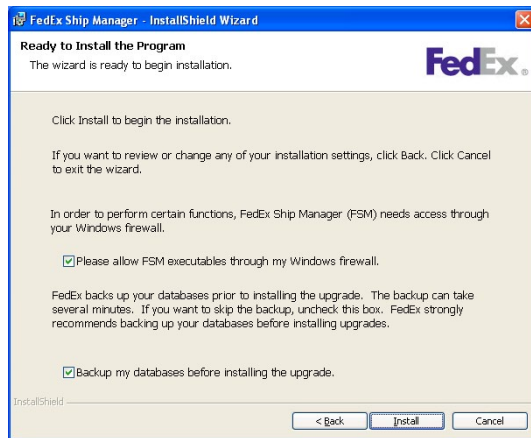 FedEx Ship Manager - InstallShield Wizard
Ready to Install the Program
The wizard is ready to begin installation.
FedEx®
Click Install to begin the installation.
If you want to review or change any of your installation settings, click Back. Click Cancel
to exit the wizard.
In order to perform certain functions, FedEx Ship Manager (FSM) needs access through
your Windows firewall.
Please allow FSM executables through my Windows firewall.
FedEx backs up your databases prior to installing the upgrade. The backup can take
several minutes. If you want to skip the backup, uncheck this box. FedEx strongly
recommends backing up your databases before installing upgrades.
Backup my databases before installing the upgrade.
InstallShield
< Back Install Cancel